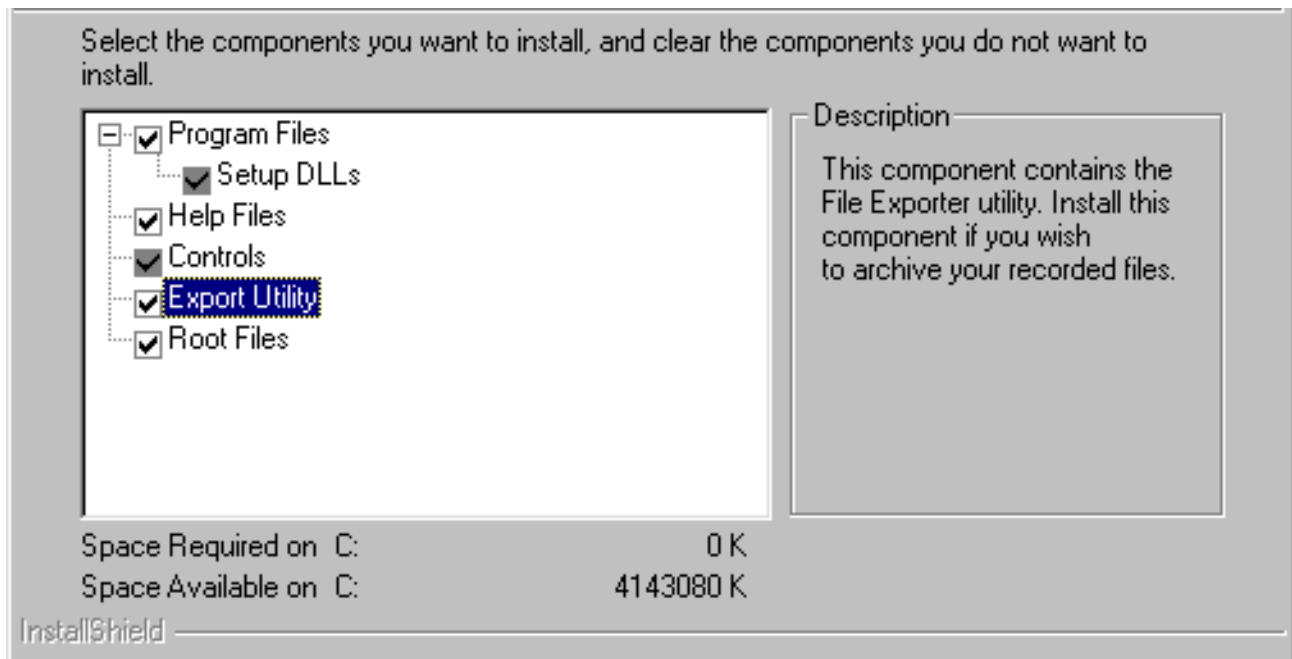 Select the components you want to install, and clear the components you do not want to
install.
Program Files
Setup DLLs
Help Files
Controls
Export Utility
Root Files
Description
This component contains the
File Exporter utility. Install this
component if you wish
to archive your recorded files.
Space Required on C: 0 K
Space Available on C: 4143080 K
InstallShield